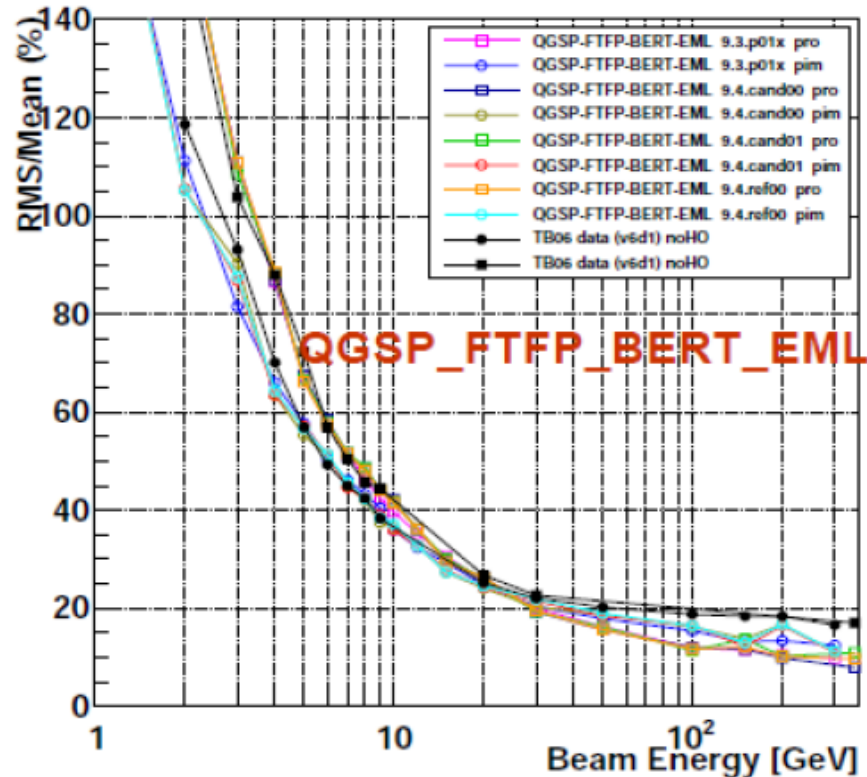 RMS/Mean (%)
140
120
100
80
60
40
20
0
QGSP-FTFP-BERT-EML 9.3.p01x pro
QGSP-FTFP-BERT-EML 9.3.p01x pim
QGSP-FTFP-BERT-EML 9.4.cand00 pro
QGSP-FTFP-BERT-EML 9.4.cand00 pim
QGSP-FTFP-BERT-EML 9.4.cand01 pro
QGSP-FTFP-BERT-EML 9.4.cand01 pim
QGSP-FTFP-BERT-EML 9.4.ref00 pro
QGSP-FTFP-BERT-EML 9.4.ref00 pim
TB06 data (v6d1) noHO
TB06 data (v6d1) noHO
QGSP_FTFP_BERT_EML
1 10 10²
Beam Energy [GeV]